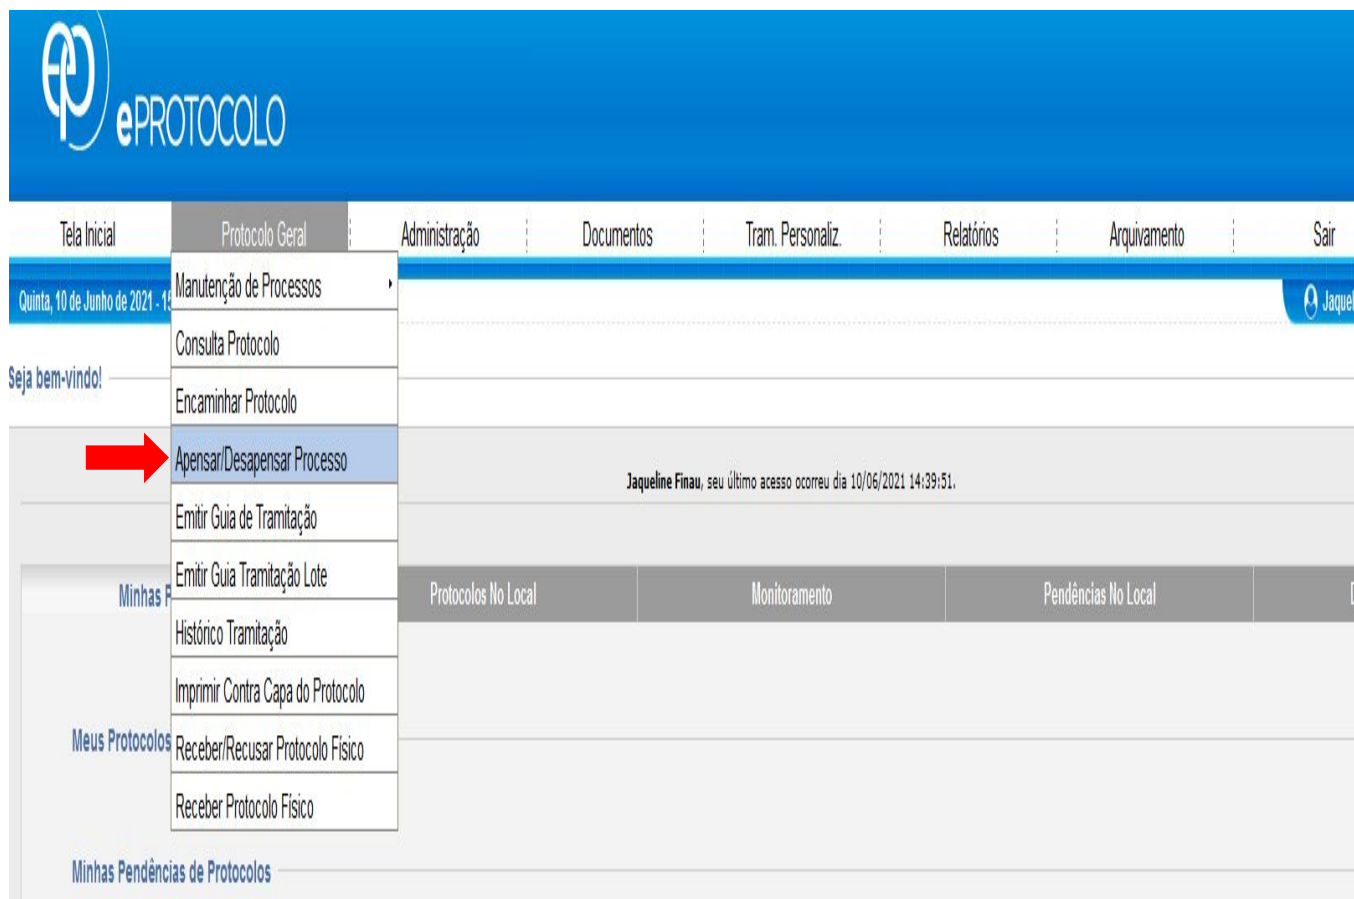 ePROTOCOLO
Tela Inicial
Protocolo Geral
Administração
Documentos
Tram. Personaliz.
Relatórios
Arquivamento
Sair
Manutenção de Processos
Quinta, 10 de Junho de 2021 -
Consulta Protocolo
Seja bem-vindo!
Encaminhar Protocolo
Apensar/Desapensar Processo
Jaqueline Finau, seu último acesso ocorreu dia 10/06/2021 14:39:51.
Emitir Guia de Tramitação
Emitir Guia Tramitação Lote
Minhas
Protocolos No Local
Monitoramento
Pendências No Local
Histórico Tramitação
Imprimir Contra Capa do Protocolo
Meus Protocolos
Receber/Recusar Protocolo Físico
Receber Protocolo Físico
Minhas Pendências de Protocolos